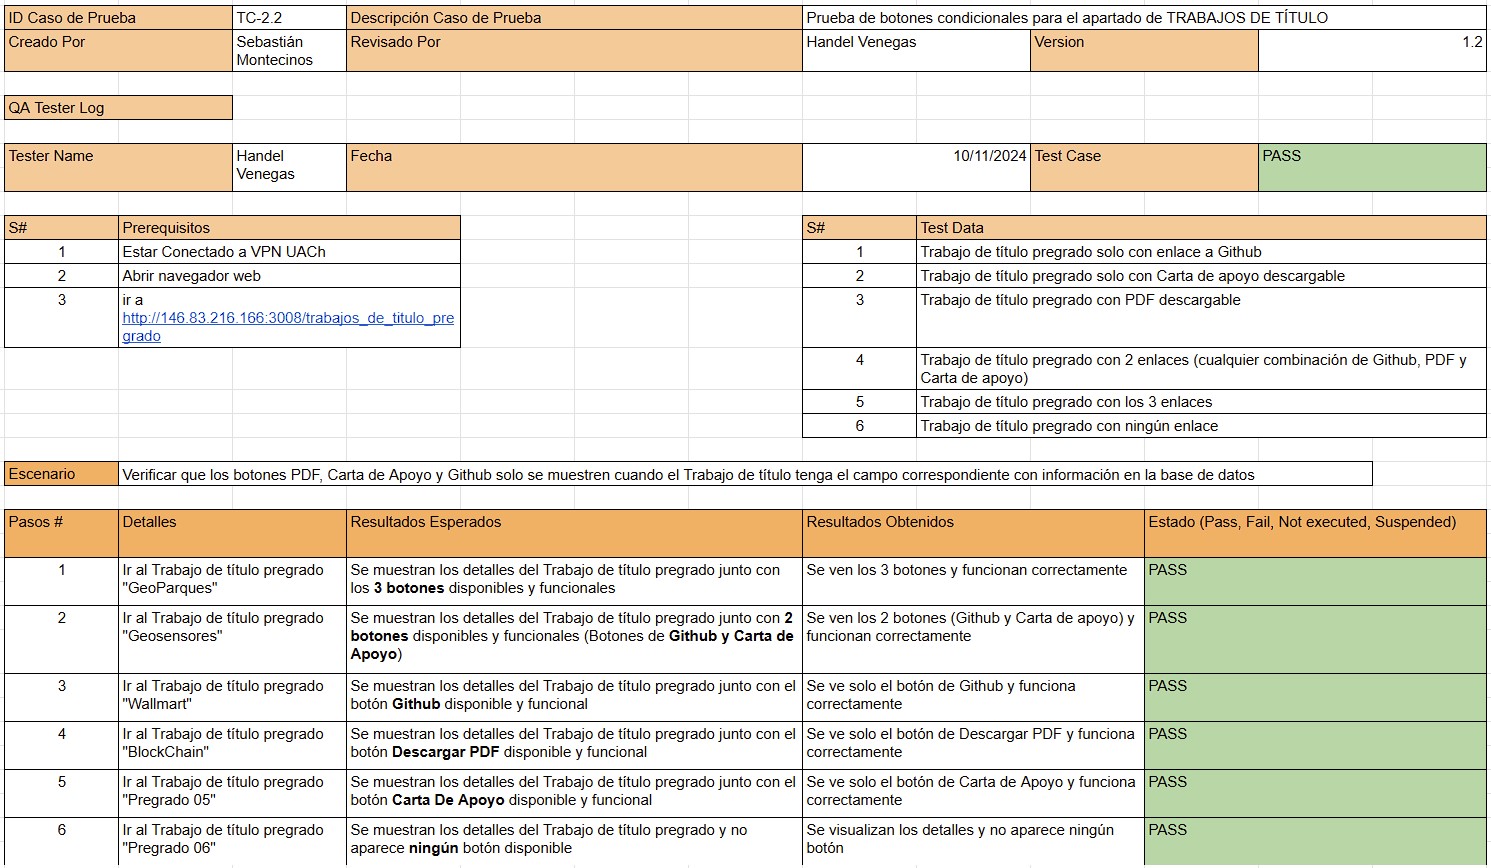 ID Caso de Prueba TC-2.2 Descripción Caso de Prueba Prueba de botones condicionales para el apartado de TRABAJOS DE TÍTULO
Creado Por Sebastián Montecinos Revisado Por Handel Venegas Version 1.2
QA Tester Log
Tester Name Handel Venegas Fecha 10/11/2024 Test Case PASS
S# Prerequisitos
1 Estar Conectado a VPN UACh
2 Abrir navegador web
3 ir a
http://146.83.216.166:3008/trabajos_de_titulo_pre
grado
S# Test Data
1 Trabajo de título pregrado solo con enlace a Github
2 Trabajo de título pregrado solo con Carta de apoyo descargable
3 Trabajo de título pregrado con PDF descargable
4 Trabajo de título pregrado con 2 enlaces (cualquier combinación de Github, PDF y
Carta de apoyo)
5 Trabajo de título pregrado con los 3 enlaces
6 Trabajo de título pregrado con ningún enlace
Escenario Verificar que los botones PDF, Carta de Apoyo y Github solo se muestren cuando el Trabajo de título tenga el campo correspondiente con información en la base de datos
Pasos # Detalles Resultados Esperados Resultados Obtenidos Estado (Pass, Fail, Not executed, Suspended)
1 Ir al Trabajo de título pregrado
"GeoParques"
Se muestran los detalles del Trabajo de título pregrado junto con
los 3 botones disponibles y funcionales
Se ven los 3 botones y funcionan correctamente
PASS
2 Ir al Trabajo de título pregrado
"Geosensores"
Se muestran los detalles del Trabajo de título pregrado junto con 2
botones disponibles y funcionales (Botones de Github y Carta de
Apoyo)
Se ven los 2 botones (Github y Carta de apoyo) y
funcionan correctamente
PASS
3 Ir al Trabajo de título pregrado
"Wallmart"
Se muestran los detalles del Trabajo de título pregrado junto con el
botón Github disponible y funcional
Se ve solo el botón de Github y funciona
correctamente
PASS
4 Ir al Trabajo de título pregrado
"BlockChain"
Se muestran los detalles del Trabajo de título pregrado junto con el
botón Descargar PDF disponible y funcional
Se ve solo el botón de Descargar PDF y funciona
correctamente
PASS
5 Ir al Trabajo de título pregrado
"Pregrado 05"
Se muestran los detalles del Trabajo de título pregrado junto con el
botón Carta De Apoyo disponible y funcional
Se ve solo el botón de Carta de Apoyo y funciona
correctamente
PASS
6 Ir al Trabajo de título pregrado
"Pregrado 06"
Se muestran los detalles del Trabajo de título pregrado y no
aparece ningún botón disponible
Se visualizan los detalles y no aparece ningún
botón
PASS